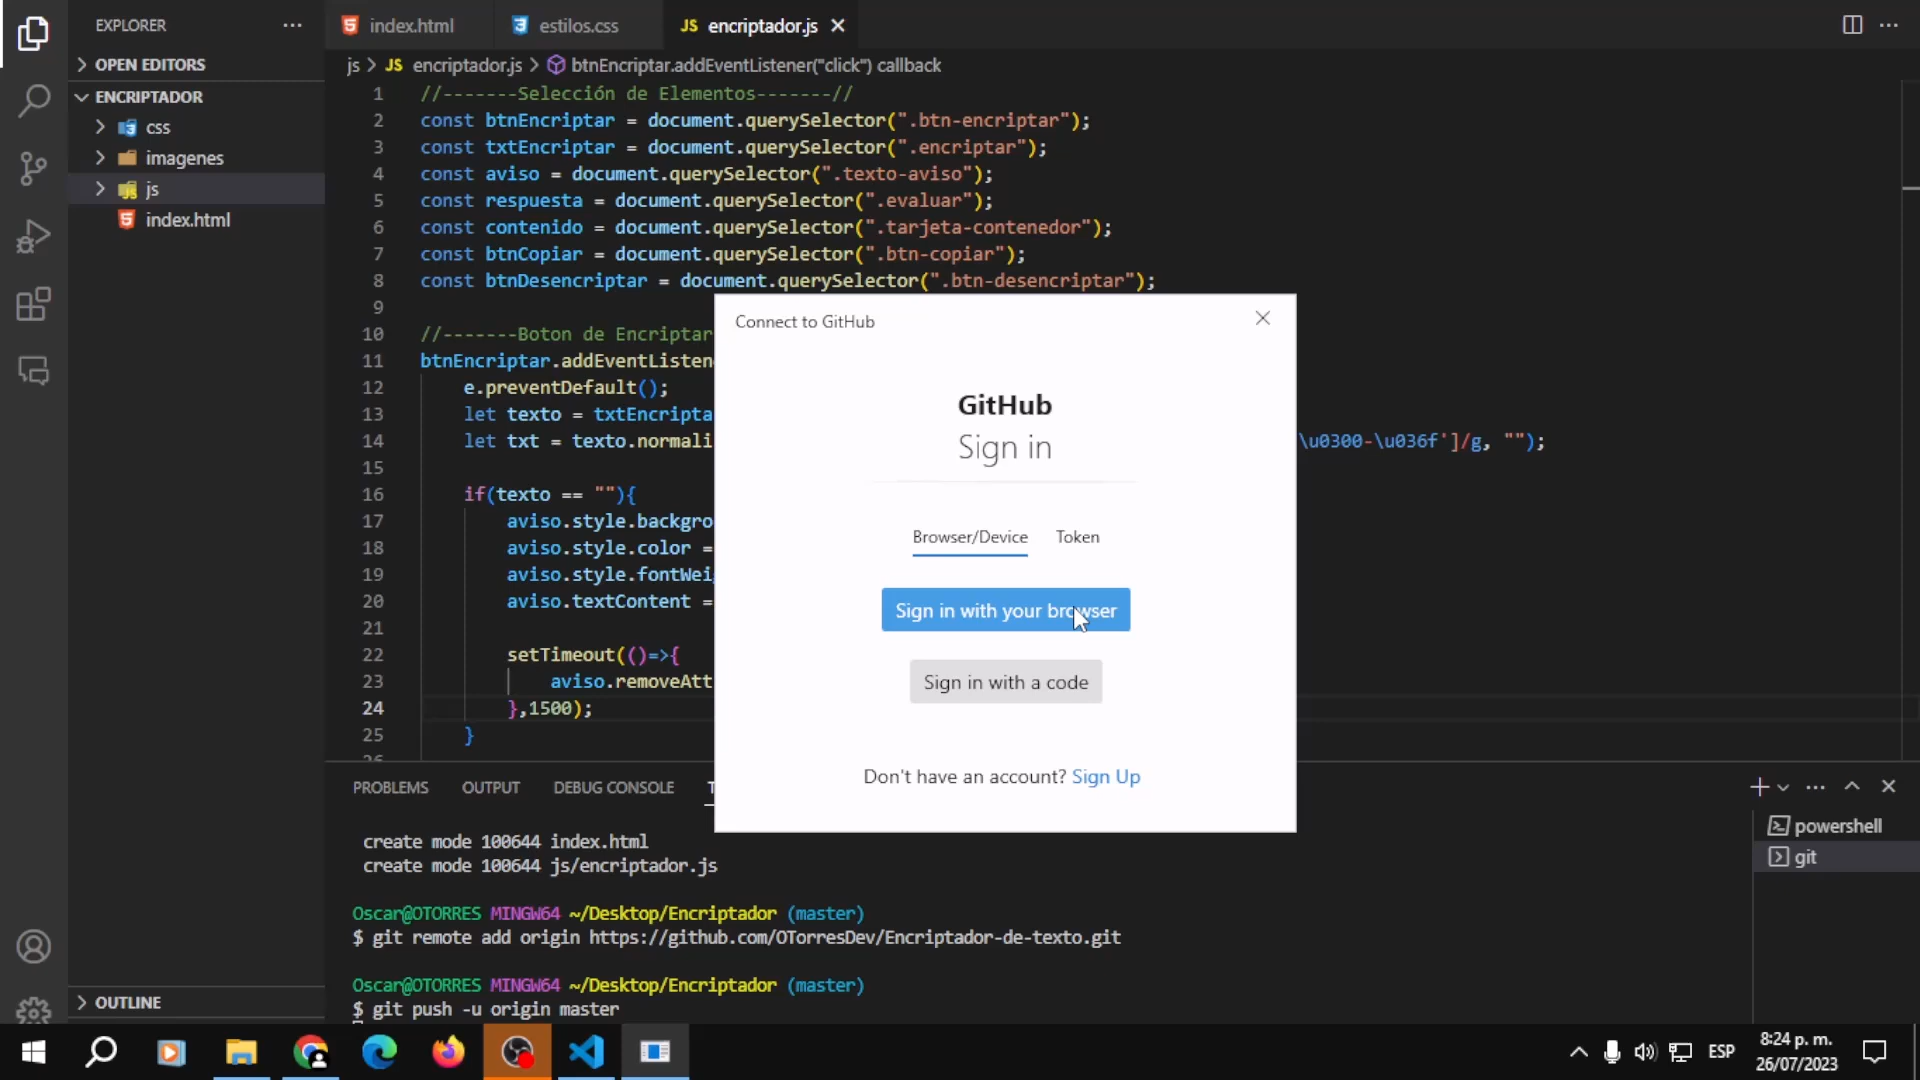 EXPLORER
index.html
estilos.css
JS encriptador.js
OPEN EDITORS
js > JS encriptador.js > btnEncriptar.addEventListener("click") callback
ENCRIPTADOR
css
imagenes
js
index.html
1 //-------Selección de Elementos-------//
2 const btnEncriptar = document.querySelector(".btn-encriptar");
3 const txtEncriptar = document.querySelector(".encriptar");
4 const aviso = document.querySelector(".texto-aviso");
5 const respuesta = document.querySelector(".evaluar");
6 const contenido = document.querySelector(".tarjeta-contenedor");
7 const btnCopiar = document.querySelector(".btn-copiar");
8 const btnDesencriptar = document.querySelector(".btn-desencriptar");
9
10 //-------Boton de Encriptar
11 btnEncriptar.addEventListen
12 e.preventDefault();
13 let texto = txtEncripta
14 let txt = texto.normali \u0300-\u036f']/g, "");
15
16 if(texto == ""){
17 aviso.style.backgro
18 aviso.style.color =
19 aviso.style.fontWei
20 aviso.textContent =
21
22 setTimeout(()=>{
23 aviso.removeAtt
24 },1500);
25 }
26
Connect to GitHub
GitHub
Sign in
Browser/Device Token
Sign in with your browser
Sign in with a code
Don't have an account? Sign Up
PROBLEMS OUTPUT DEBUG CONSOLE
create mode 100644 index.html
create mode 100644 js/encriptador.js
Oscar@OTORRES MINGW64 ~/Desktop/Encriptador (master)
$ git remote add origin https://github.com/OTorresDev/Encriptador-de-texto.git
Oscar@OTORRES MINGW64 ~/Desktop/Encriptador (master)
$ git push -u origin master
powershell
git
OUTLINE
ESP
8:24 p. m.
26/07/2023